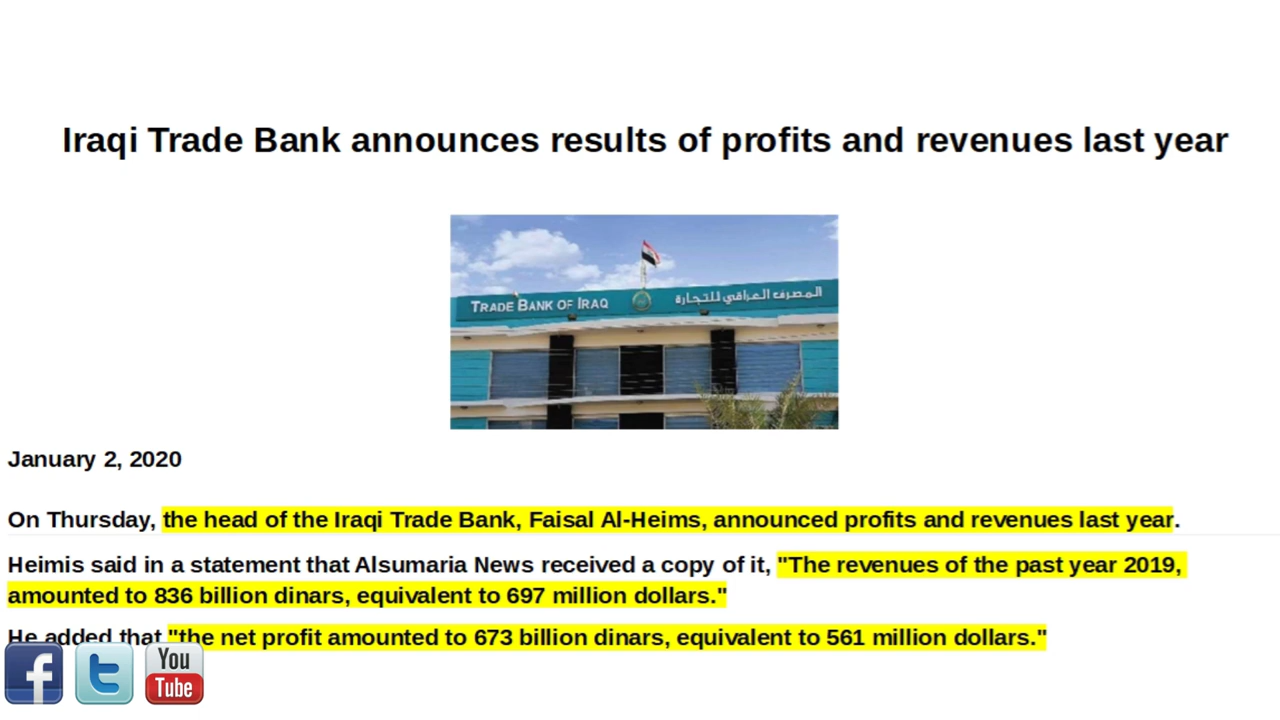 Iraqi Trade Bank announces results of profits and revenues last year
TRADE BANK OF IRAQ
المصرف العراقي للتجارة
January 2, 2020
On Thursday, the head of the Iraqi Trade Bank, Faisal Al-Heims, announced profits and revenues last year.
Heimis said in a statement that Alsumaria News received a copy of it, "The revenues of the past year 2019,
amounted to 836 billion dinars, equivalent to 697 million dollars."
He added that "the net profit amounted to 673 billion dinars, equivalent to 561 million dollars."
f
t
You
Tube